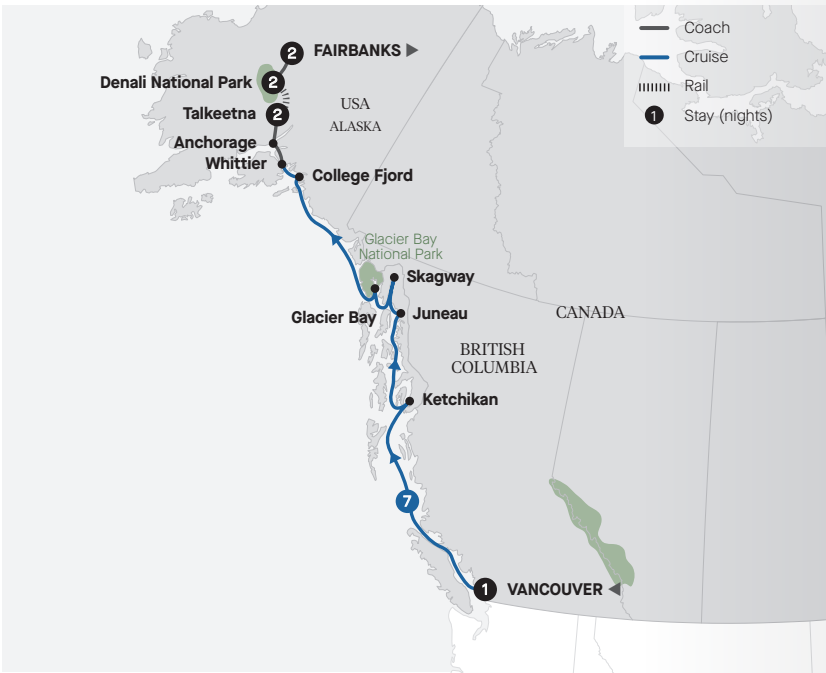 Coach
Cruise
Rail
1 Stay (nights)
2 FAIRBANKS
Denali National Park 2
Talkeetna 2
USA
ALASKA
Anchorage
Whittier
College Fjord
Glacier Bay
National Park
Skagway
Glacier Bay
Juneau
CANADA
BRITISH
COLUMBIA
Ketchikan
7
1 VANCOUVER